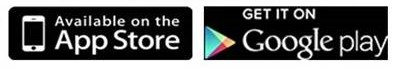 Available on the
App Store
GET IT ON
Google play